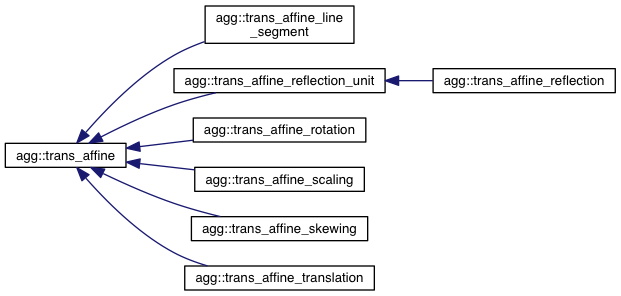 agg::trans_affine_line
_segment
agg::trans_affine_reflection_unit
agg::trans_affine_reflection
agg::trans_affine_rotation
agg::trans_affine
agg::trans_affine_scaling
agg::trans_affine_skewing
agg::trans_affine_translation